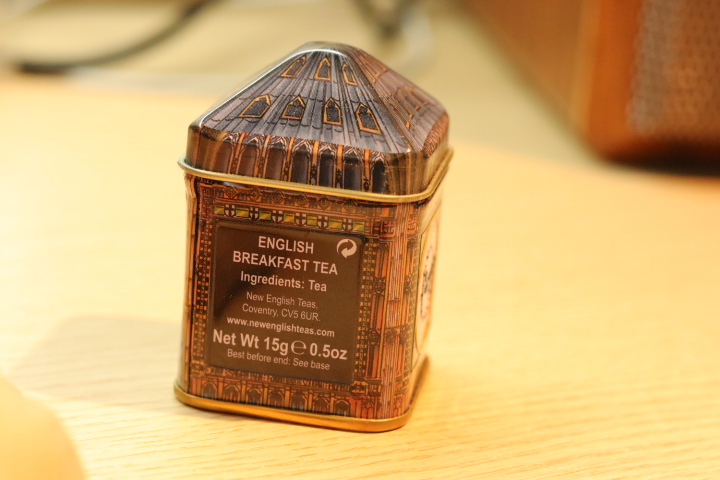 ENGLISH
BREAKFAST TEA
Ingredients: Tea
New English Teas,
Coventry, CV5 6UR.
www.newenglishteas.com
Net Wt 15g ℮ 0.5oz
Best before end: See base